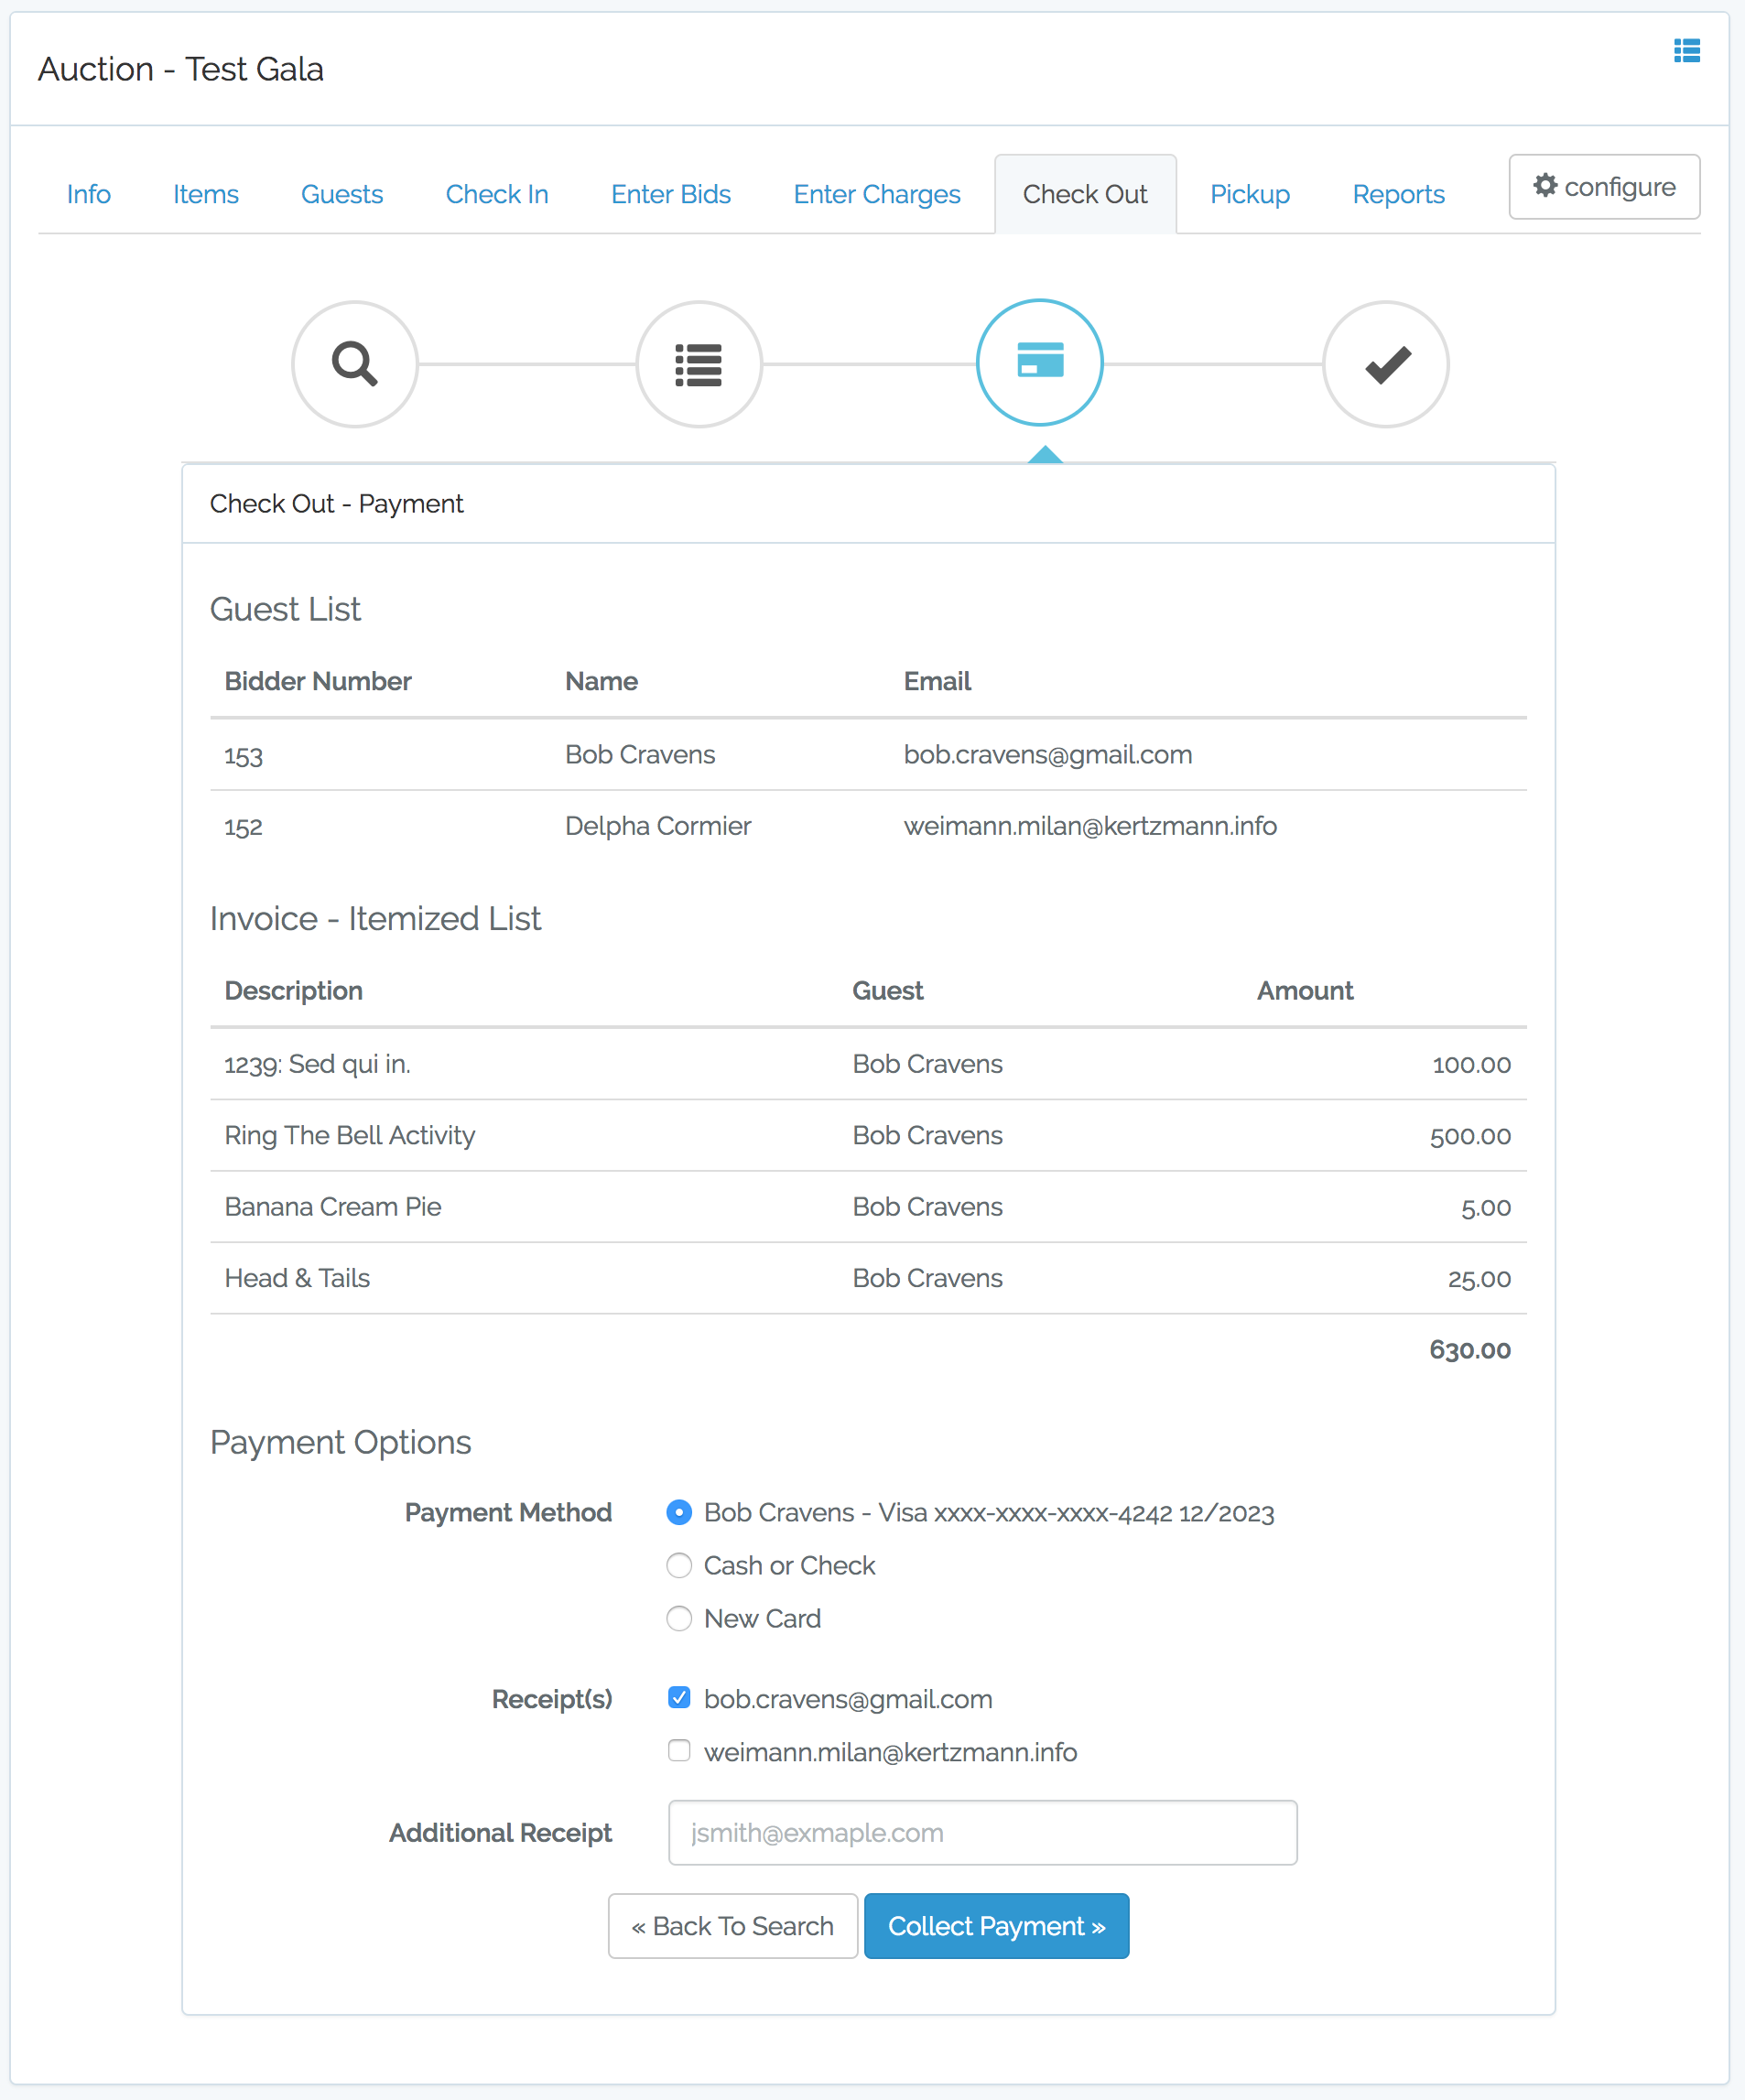 Auction - Test Gala
Info Items Guests Check In Enter Bids Enter Charges Check Out Pickup Reports configure
Check Out - Payment
Guest List
Bidder Number Name Email
153 Bob Cravens bob.cravens@gmail.com
152 Delpha Cormier weimann.milan@kertzmann.info
Invoice - Itemized List
Description Guest Amount
1239: Sed qui in. Bob Cravens 100.00
Ring The Bell Activity Bob Cravens 500.00
Banana Cream Pie Bob Cravens 5.00
Head & Tails Bob Cravens 25.00
630.00
Payment Options
Payment Method Bob Cravens - Visa xxxx-xxxx-xxxx-4242 12/2023
Cash or Check
New Card
Receipt(s) bob.cravens@gmail.com
weimann.milan@kertzmann.info
Additional Receipt jsmith@exmaple.com
« Back To Search Collect Payment »